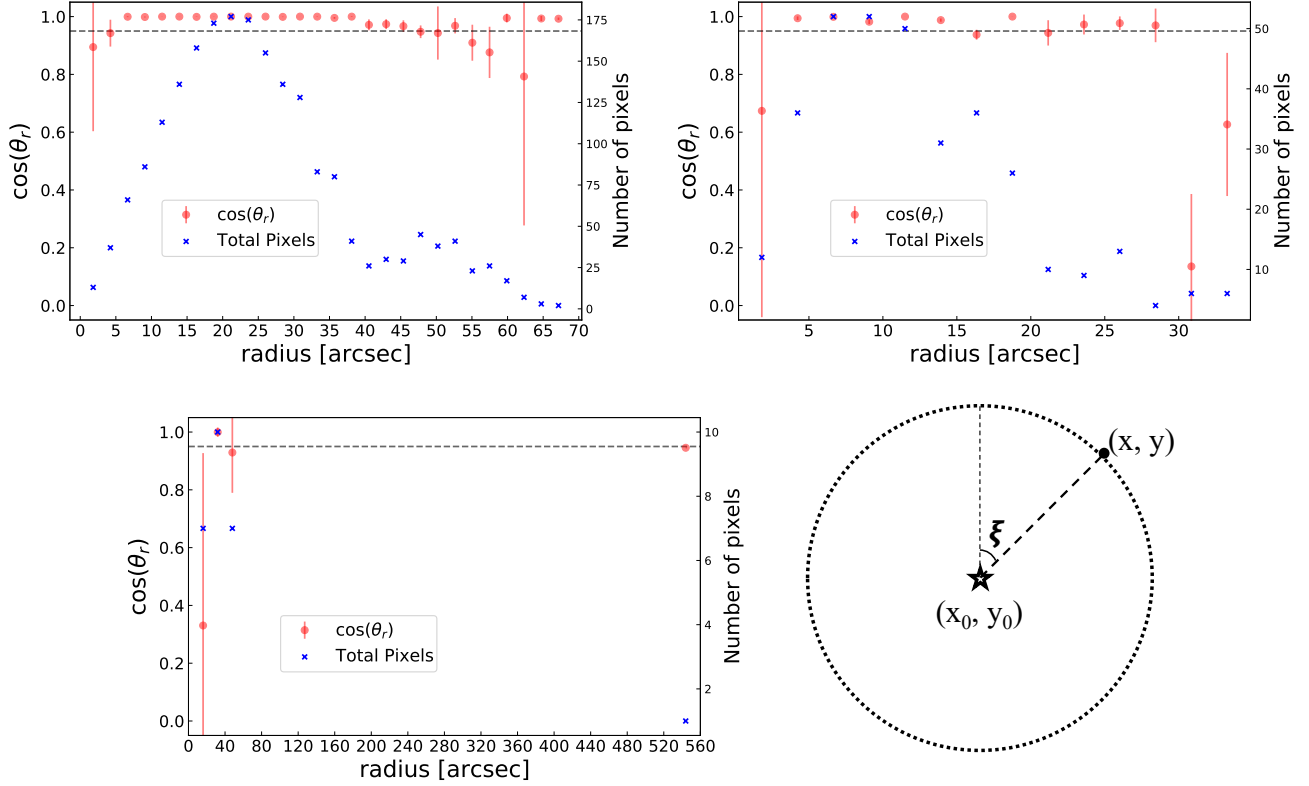 1.0
0.8
0.6
0.4
0.2
0.0
cos(θr)
175
150
125
100
75
50
25
0
Number of pixels
cos(θr)
Total Pixels
0 5 10 15 20 25 30 35 40 45 50 55 60 65 70
radius [arcsec]
1.0
0.8
0.6
0.4
0.2
0.0
cos(θr)
50
40
30
20
10
Number of pixels
cos(θr)
Total Pixels
5 10 15 20 25 30
radius [arcsec]
1.0
0.8
0.6
0.4
0.2
0.0
cos(θr)
10
8
6
4
2
Number of pixels
cos(θr)
Total Pixels
0 40 80 120 160 200 240 280 320 360 400 440 480 520 560
radius [arcsec]
(x, y)
ξ
(x0, y0)